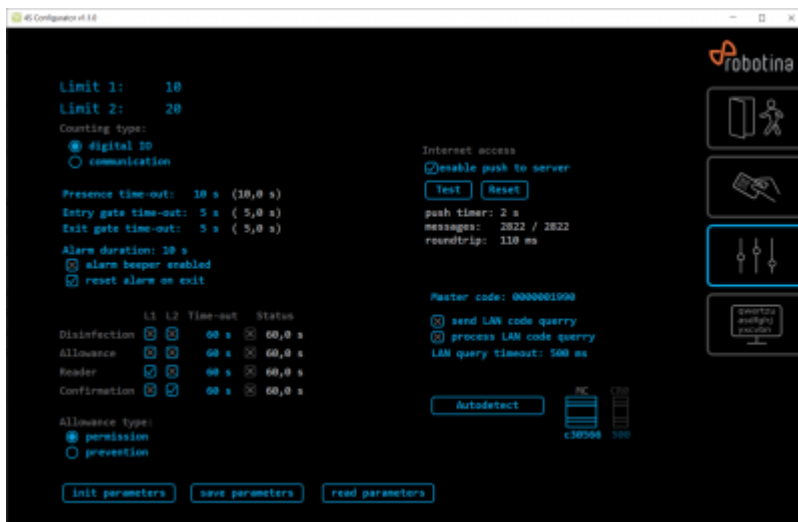 4S Configurator v1.1.0
robotina
Limit 1: 10
Limit 2: 20
Counting type:
digital IO
communication
Presence time-out: 10 s (10,0 s)
Entry gate time-out: 5 s ( 5,0 s)
Exit gate time-out: 5 s ( 5,0 s)
Alarm duration: 10 s
alarm beeper enabled
reset alarm on exit
L1 L2 Time-out Status
Disinfection 60 s 60,0 s
Allowance 60 s 60,0 s
Reader 60 s 60,0 s
Confirmation 60 s 60,0 s
Allowance type:
permission
prevention
init parameters save parameters read parameters
Internet access
enable push to server
Test Reset
push timer: 2 s
messages: 2822 / 2822
roundtrip: 110 ms
Master code: 0000001990
send LAN code querry
process LAN code querry
LAN query timeout: 500 ms
Autodetect
MC
c30566 500
qwertzu
asdfghj
yxcvbn